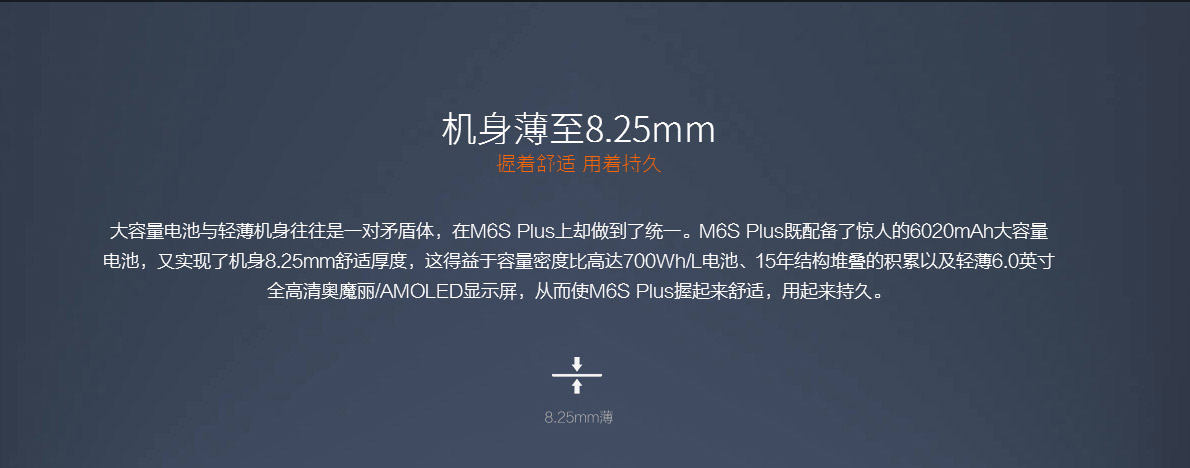 机身薄至8.25mm
握着舒适 用着持久
大容量电池与轻薄机身往往是一对矛盾体，在M6S Plus上却做到了统一。M6S Plus既配备了惊人的6020mAh大容量
电池，又实现了机身8.25mm舒适厚度，这得益于容量密度比高达700Wh/L电池、15年结构堆叠的积累以及轻薄6.0英寸
全高清奥魔丽/AMOLED显示屏，从而使M6S Plus握起来舒适，用起来持久。
8.25mm薄